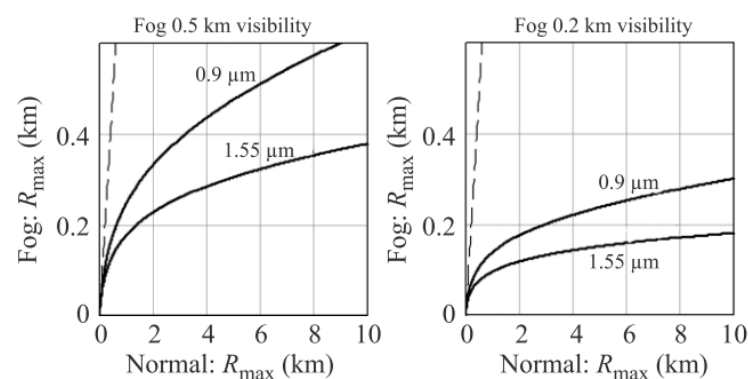 Fog 0.5 km visibility
0.9 µm
1.55 µm
Fog: Rmax (km)
0.4
0.2
0
0 2 4 6 8 10
Normal: Rmax (km)
Fog 0.2 km visibility
0.9 µm
1.55 µm
Fog: Rmax (km)
0.4
0.2
0
0 2 4 6 8 10
Normal: Rmax (km)